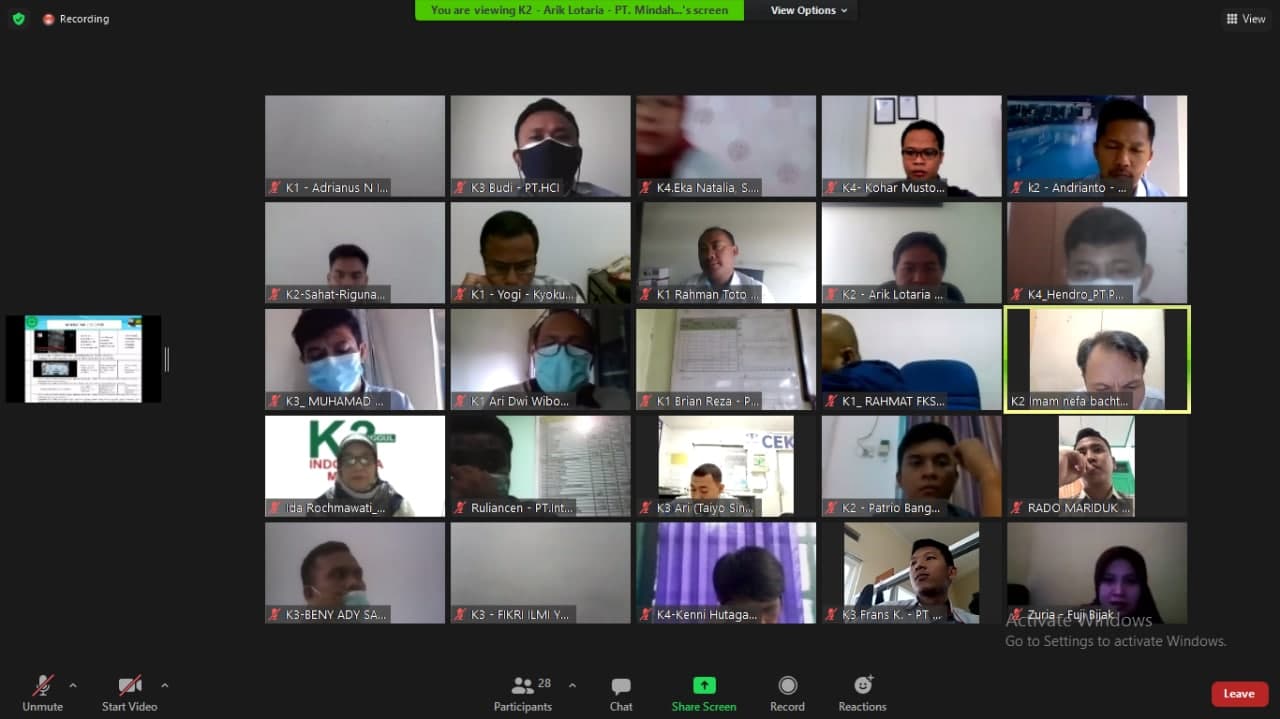 Recording
You are viewing K2 - Arik Lotaria - PT. Mindah...'s screen
View Options
View
K1 - Adrianus N I...
K3 Budi - PT.HCI
K4.Eka Natalia, S....
K4- Kohar Musto...
k2 - Andrianto - ...
K2-Sahat-Riguna...
K1 - Yogi - Kyoku...
K1 Rahman Toto ...
K2 - Arik Lotaria ...
K4_Hendro_PT.P...
K3_ MUHAMAD ...
K1 Ari Dwi Wibo...
K1 Brian Reza - P...
K1_ RAHMAT FKS...
K2 Imam nefa bacht...
K3
INDO
M
CEK
Ida Rochmawati_...
Ruliancen - PT.Int...
K3 Ari (Taiyo Sin...
K2 - Patrio Bang...
RADO MARIDUK ...
K3-BENY ADY SA...
K3 - FIKRI ILMI Y...
K4-Kenni Hutaga...
K3 Frans K. - PT ...
Zuria - Fuji Bijak
Activate Windows
Go to Settings to activate Windows.
Unmute
Start Video
28
Participants
Chat
Share Screen
Record
Reactions
Leave